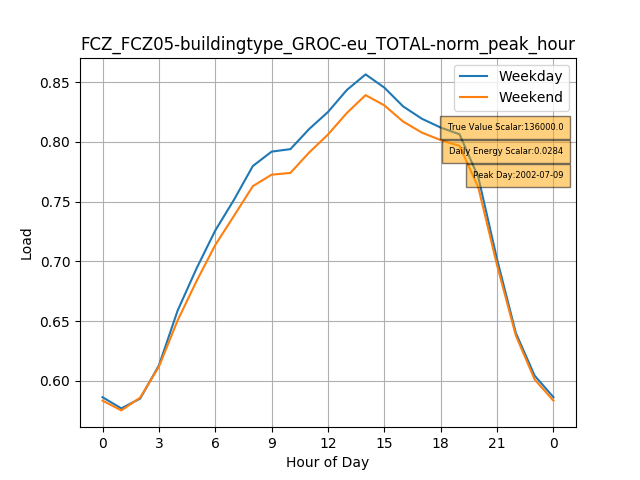 FCZ_FCZ05-buildingtype_GROC-eu_TOTAL-norm_peak_hour
Weekday
Weekend
True Value Scalar:136000.0
Daily Energy Scalar:0.0284
Peak Day:2002-07-09
Load
0.85
0.80
0.75
0.70
0.65
0.60
0 3 6 9 12 15 18 21 0
Hour of Day